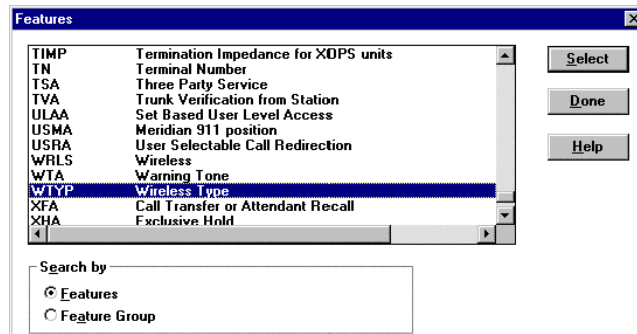 Features
TIMP Termination Impedance for XOPS units
TN Terminal Number
TSA Three Party Service
TVA Trunk Verification from Station
ULAA Set Based User Level Access
USMA Meridian 911 position
USRA User Selectable Call Redirection
WRLS Wireless
WTA Warning Tone
WTYP Wireless Type
XFA Call Transfer or Attendant Recall
XHA Exclusive Hold
Select
Done
Help
Search by
Features
Feature Group